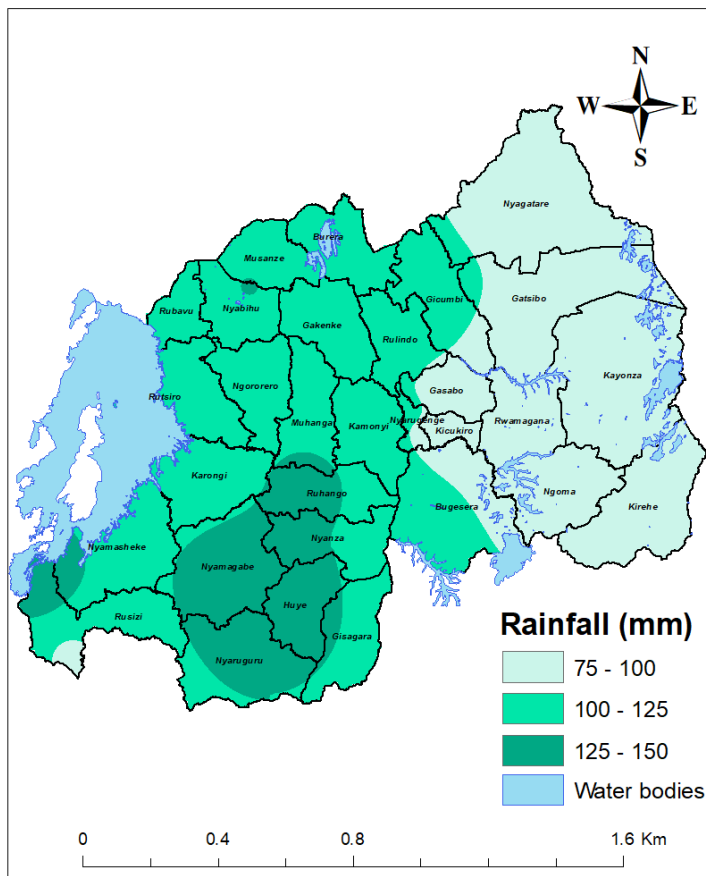 N
W E
S
Nyagatare
Burera
Musanze
Gicumbi
Gatsibo
Rubavu
Nyabihu
Gakenke
Rulindo
Kayonza
Gasabo
Rutsiro
Ngororero
Muhanga
Kamonyi
Nyarugenge
Kicukiro
Rwamagana
Karongi
Ruhango
Bugesera
Ngoma
Kirehe
Nyamasheke
Nyanza
Nyamagabe
Huye
Rusizi
Gisagara
Nyaruguru
Rainfall (mm)
75 - 100
100 - 125
125 - 150
Water bodies
0 0.4 0.8 1.6 Km